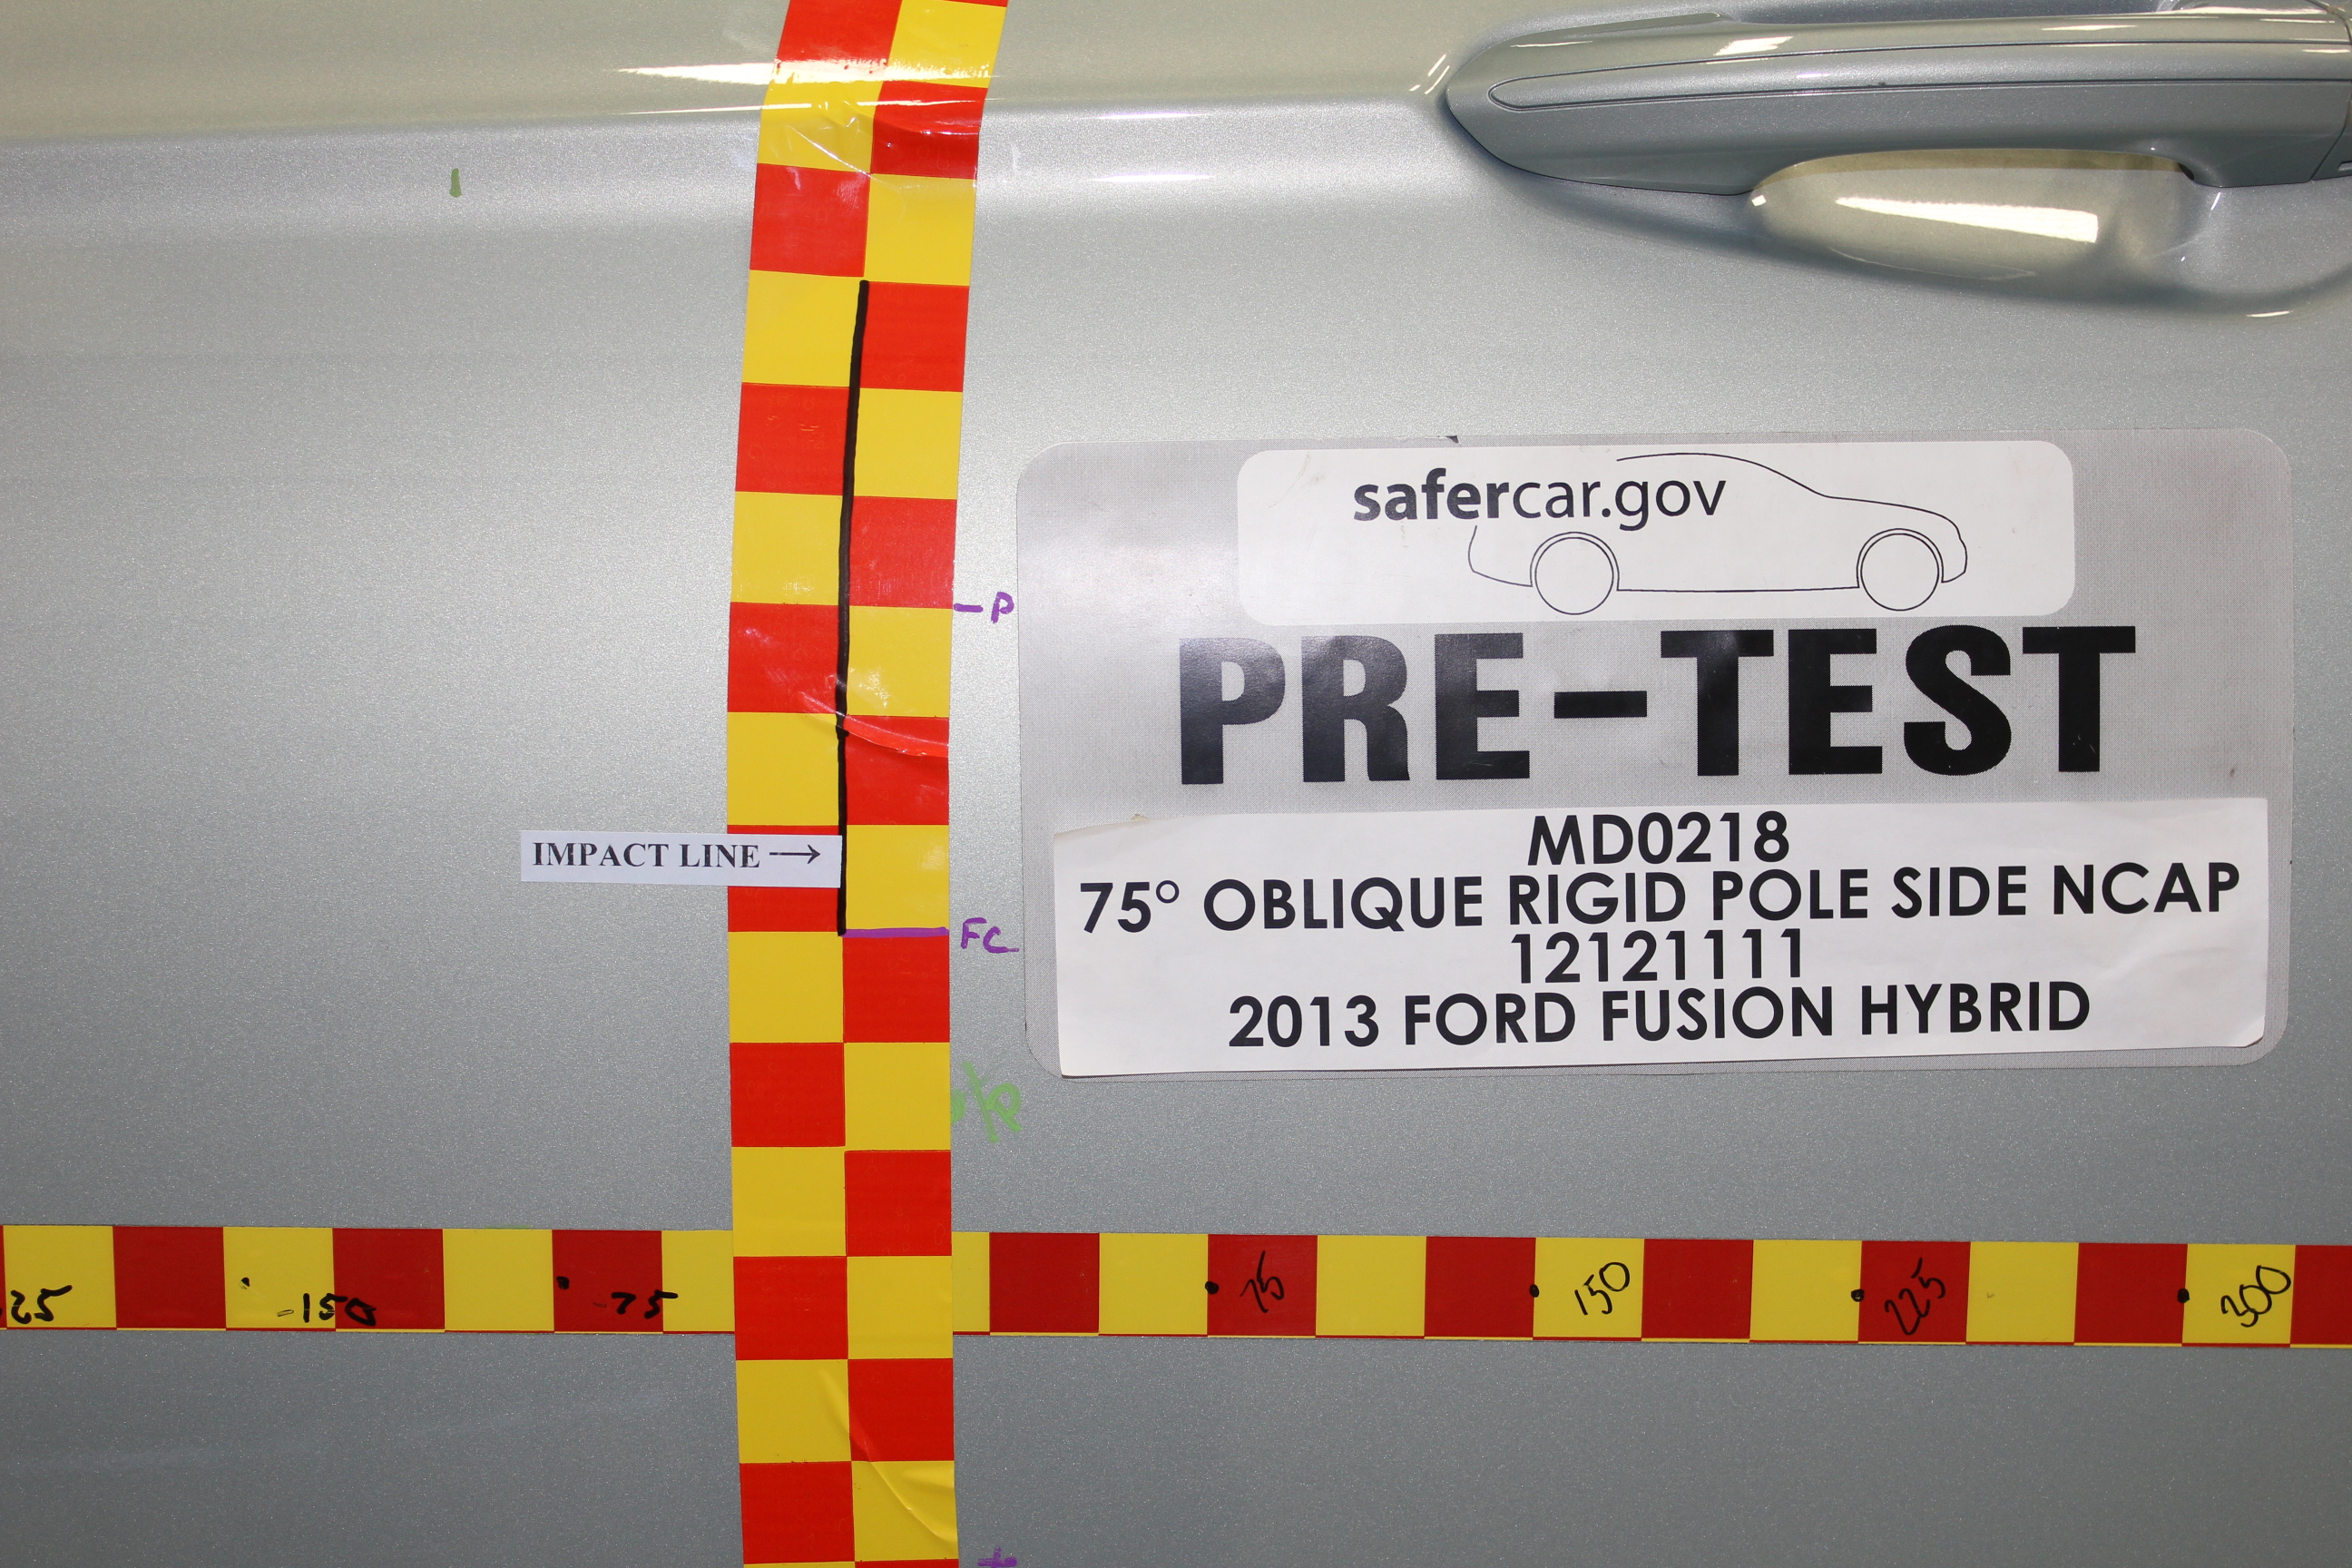 safercar.gov
P
PRE-TEST
MD0218
IMPACT LINE →
75° OBLIQUE RIGID POLE SIDE NCAP
FC
12121111
2013 FORD FUSION HYBRID
25 -150 -75 75 150 225 300